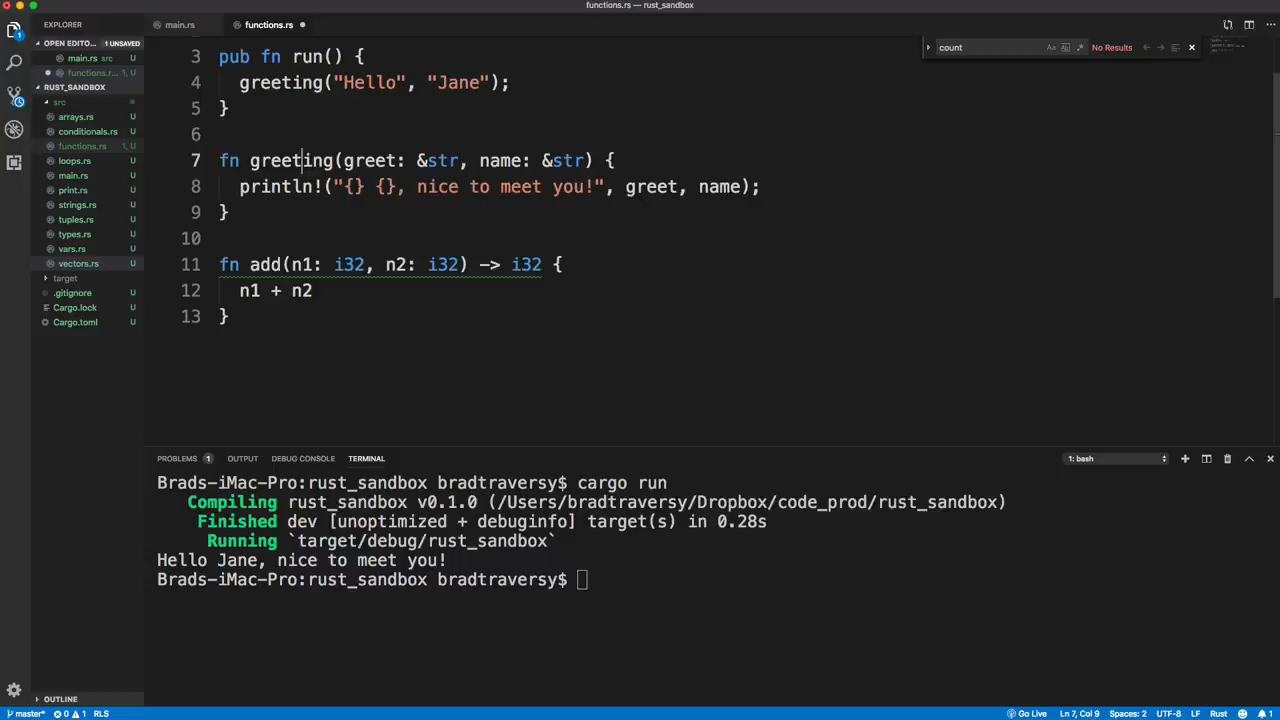 functions.rs — rust_sandbox
EXPLORER
main.rs
functions.rs
OPEN EDITO... 1 UNSAVED
main.rs src
functions.r... 1, U
RUST_SANDBOX
src
arrays.rs U
conditionals.rs U
functions.rs 1, U
loops.rs U
main.rs U
print.rs U
strings.rs U
tuples.rs U
types.rs U
vars.rs U
vectors.rs U
target
.gitignore U
Cargo.lock U
Cargo.toml U
OUTLINE
count
No Results
3 pub fn run() {
4 greeting("Hello", "Jane");
5 }
6
7 fn greeting(greet: &str, name: &str) {
8 println!("{} {}, nice to meet you!", greet, name);
9 }
10
11 fn add(n1: i32, n2: i32) -> i32 {
12 n1 + n2
13 }
PROBLEMS 1 OUTPUT DEBUG CONSOLE TERMINAL
1: bash
Brads-iMac-Pro:rust_sandbox bradtraversy$ cargo run
Compiling rust_sandbox v0.1.0 (/Users/bradtraversy/Dropbox/code_prod/rust_sandbox)
Finished dev [unoptimized + debuginfo] target(s) in 0.28s
Running `target/debug/rust_sandbox`
Hello Jane, nice to meet you!
Brads-iMac-Pro:rust_sandbox bradtraversy$
master* 0 1 RLS
Go Live Ln 7, Col 9 Spaces: 2 UTF-8 LF Rust 1